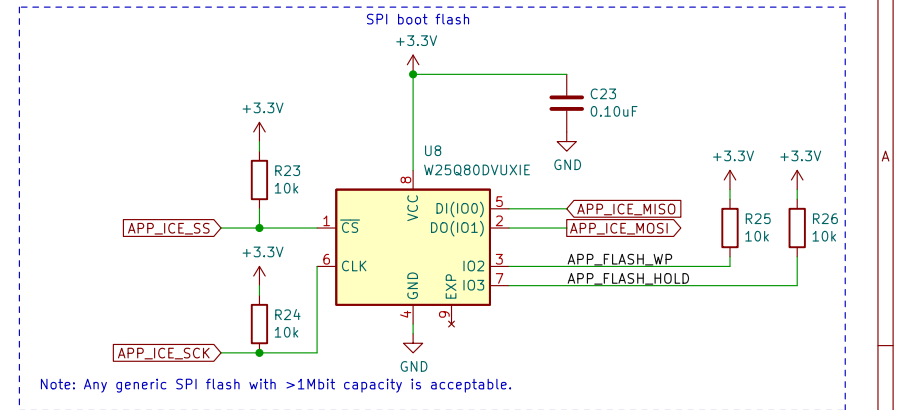 SPI boot flash
+3.3V
C23
0.10uF
GND
+3.3V
R23
10k
U8
W25Q80DVUXIE
+3.3V
+3.3V
A
8
VCC
APP_ICE_SS
1
CS
DI(IO0)
5
APP_ICE_MISO
DO(IO1)
2
APP_ICE_MOSI
R25
10k
R26
10k
+3.3V
6
CLK
IO2
3
APP_FLASH_WP
IO3
7
APP_FLASH_HOLD
GND
EXP
4
9
R24
10k
APP_ICE_SCK
GND
Note: Any generic SPI flash with >1Mbit capacity is acceptable.